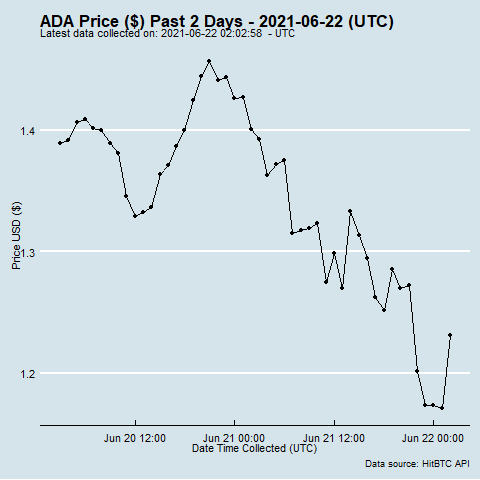 ADA Price ($) Past 2 Days - 2021-06-22 (UTC)
Latest data collected on: 2021-06-22 02:02:58 - UTC
1.4
1.3
1.2
Price USD ($)
Jun 20 12:00 Jun 21 00:00 Jun 21 12:00 Jun 22 00:00
Date Time Collected (UTC)
Data source: HitBTC API